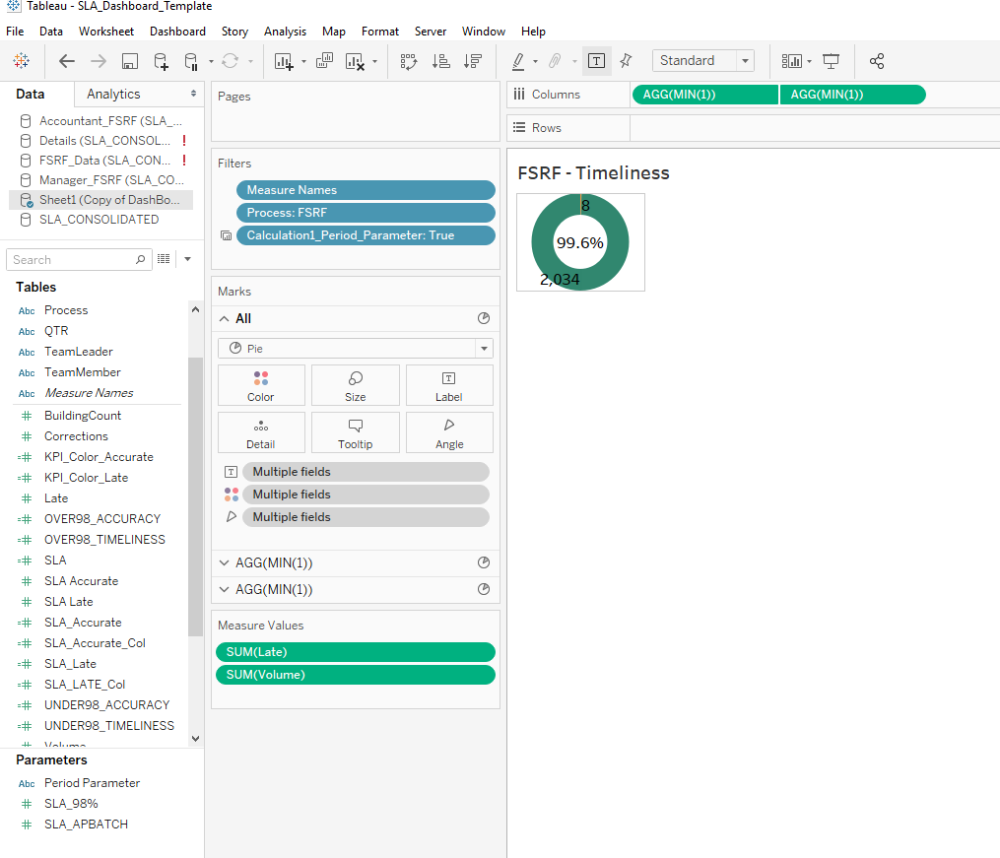 Tableau - SLA_Dashboard_Template
File Data Worksheet Dashboard Story Analysis Map Format Server Window Help
Standard
Data Analytics
Accountant_FSRF (SLA_...
Details (SLA_CONSOL...
FSRF_Data (SLA_CON...
Manager_FSRF (SLA_CO...
Sheet1 (Copy of DashBo...
SLA_CONSOLIDATED
Search
Tables
Abc Process
Abc QTR
Abc TeamLeader
Abc TeamMember
Abc Measure Names
BuildingCount
Corrections
KPI_Color_Accurate
KPI_Color_Late
Late
OVER98_ACCURACY
OVER98_TIMELINESS
SLA
SLA Accurate
SLA Late
SLA_Accurate
SLA_Accurate_Col
SLA_Late
SLA_LATE_Col
UNDER98_ACCURACY
UNDER98_TIMELINESS
Volume
Parameters
Abc Period Parameter
SLA_98%
SLA_APBATCH
Pages
Filters
Measure Names
Process: FSRF
Calculation1_Period_Parameter: True
Marks
All
Pie
Color Size Label
Detail Tooltip Angle
Multiple fields
Multiple fields
Multiple fields
AGG(MIN(1))
AGG(MIN(1))
Measure Values
SUM(Late)
SUM(Volume)
Columns AGG(MIN(1)) AGG(MIN(1))
Rows
FSRF - Timeliness
8
99.6%
2,034